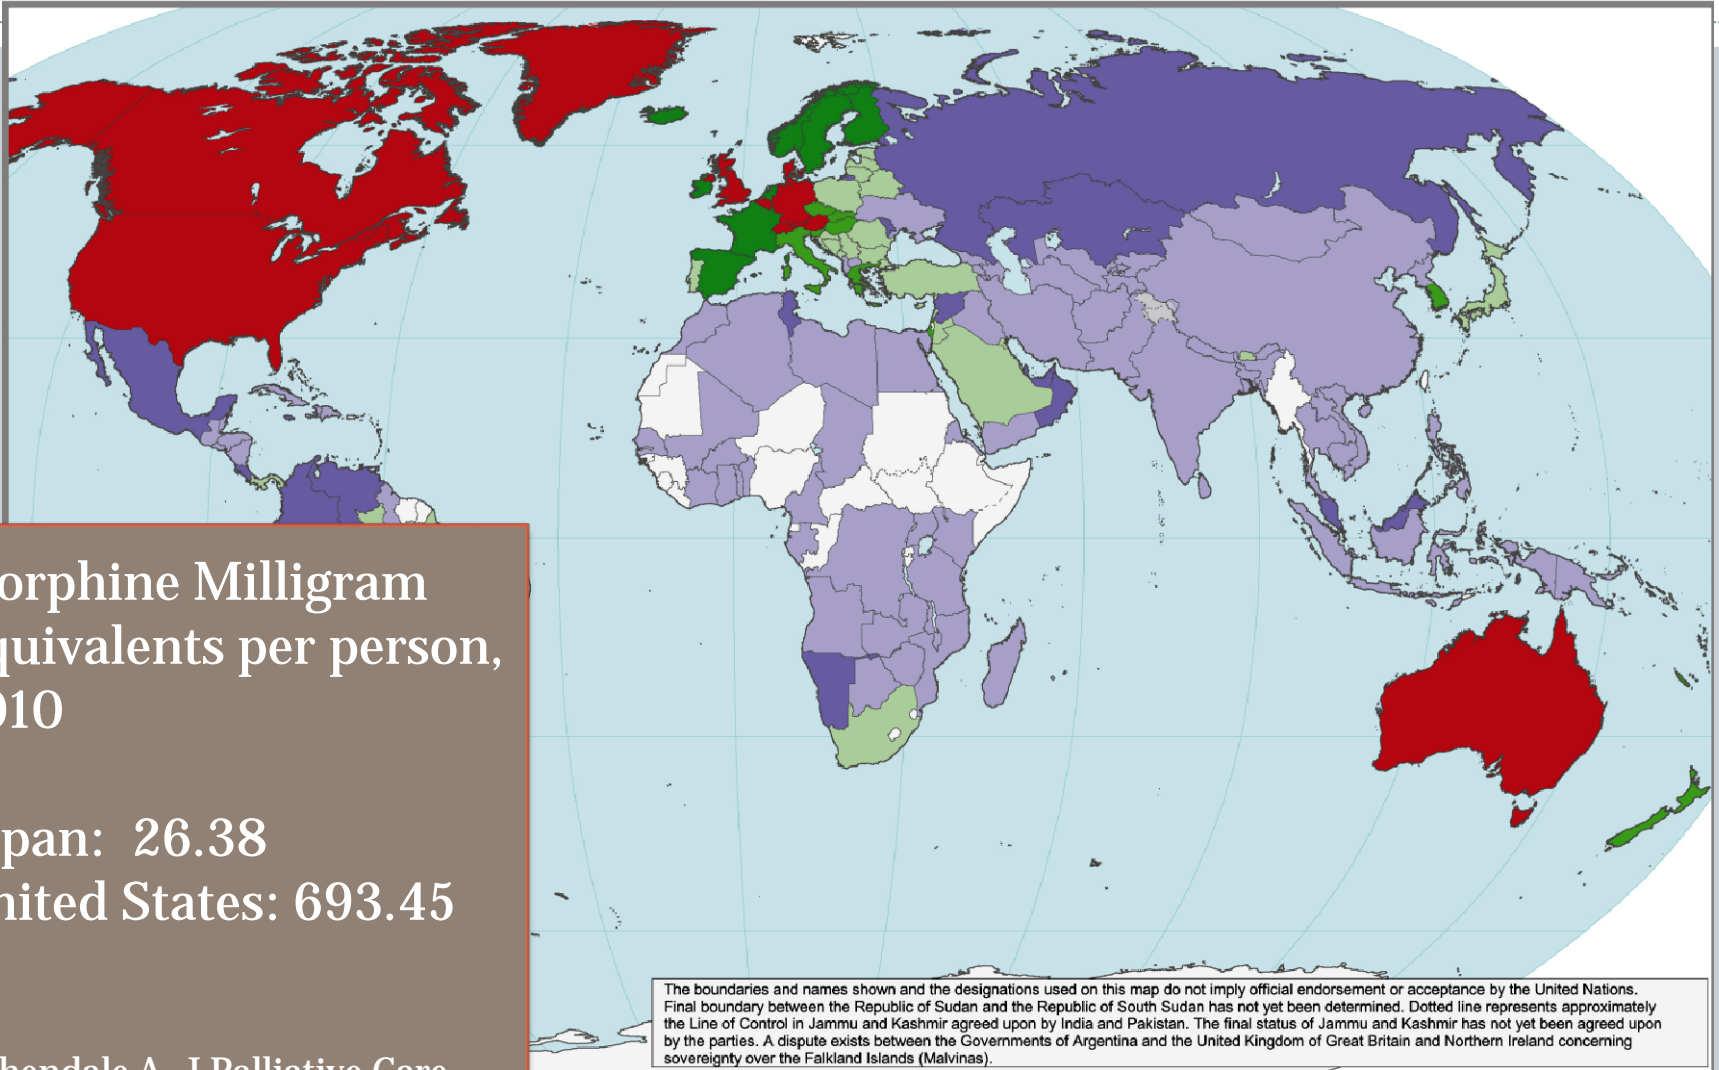 orphine Milligram
quivalents per person,
010
pan: 26.38
nited States: 693.45
hendale A, J Palliative Care
The boundaries and names shown and the designations used on this map do not imply official endorsement or acceptance by the United Nations.
Final boundary between the Republic of Sudan and the Republic of South Sudan has not yet been determined. Dotted line represents approximately
the Line of Control in Jammu and Kashmir agreed upon by India and Pakistan. The final status of Jammu and Kashmir has not yet been agreed upon
by the parties. A dispute exists between the Governments of Argentina and the United Kingdom of Great Britain and Northern Ireland concerning
sovereignty over the Falkland Islands (Malvinas).